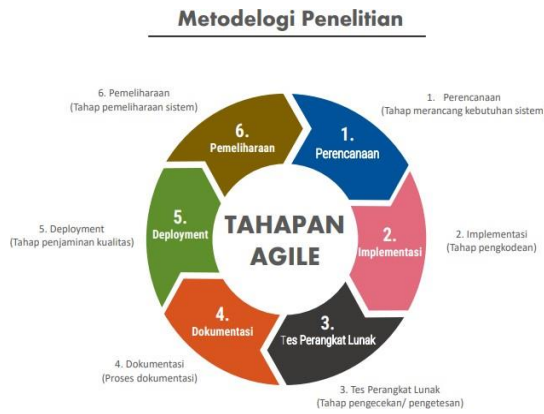 Metodelogi Penelitian
6. Pemeliharaan
(Tahap pemeliharaan sistem)
1. Perencanaan
(Tahap merancang kebutuhan sistem
6.
Pemeliharaan
1.
Perencanaan
5. Deployment
(Tahap penjaminan kualitas)
5.
Deployment
TAHAPAN
AGILE
2.
Implementasi
2. Implementasi
(Tahap pengkodean)
4.
Dokumentasi
3.
Tes Perangkat Lunak
4. Dokumentasi
(Proses dokumentasi)
3. Tes Perangkat Lunak
(Tahap pengecekan/ pengetesan)